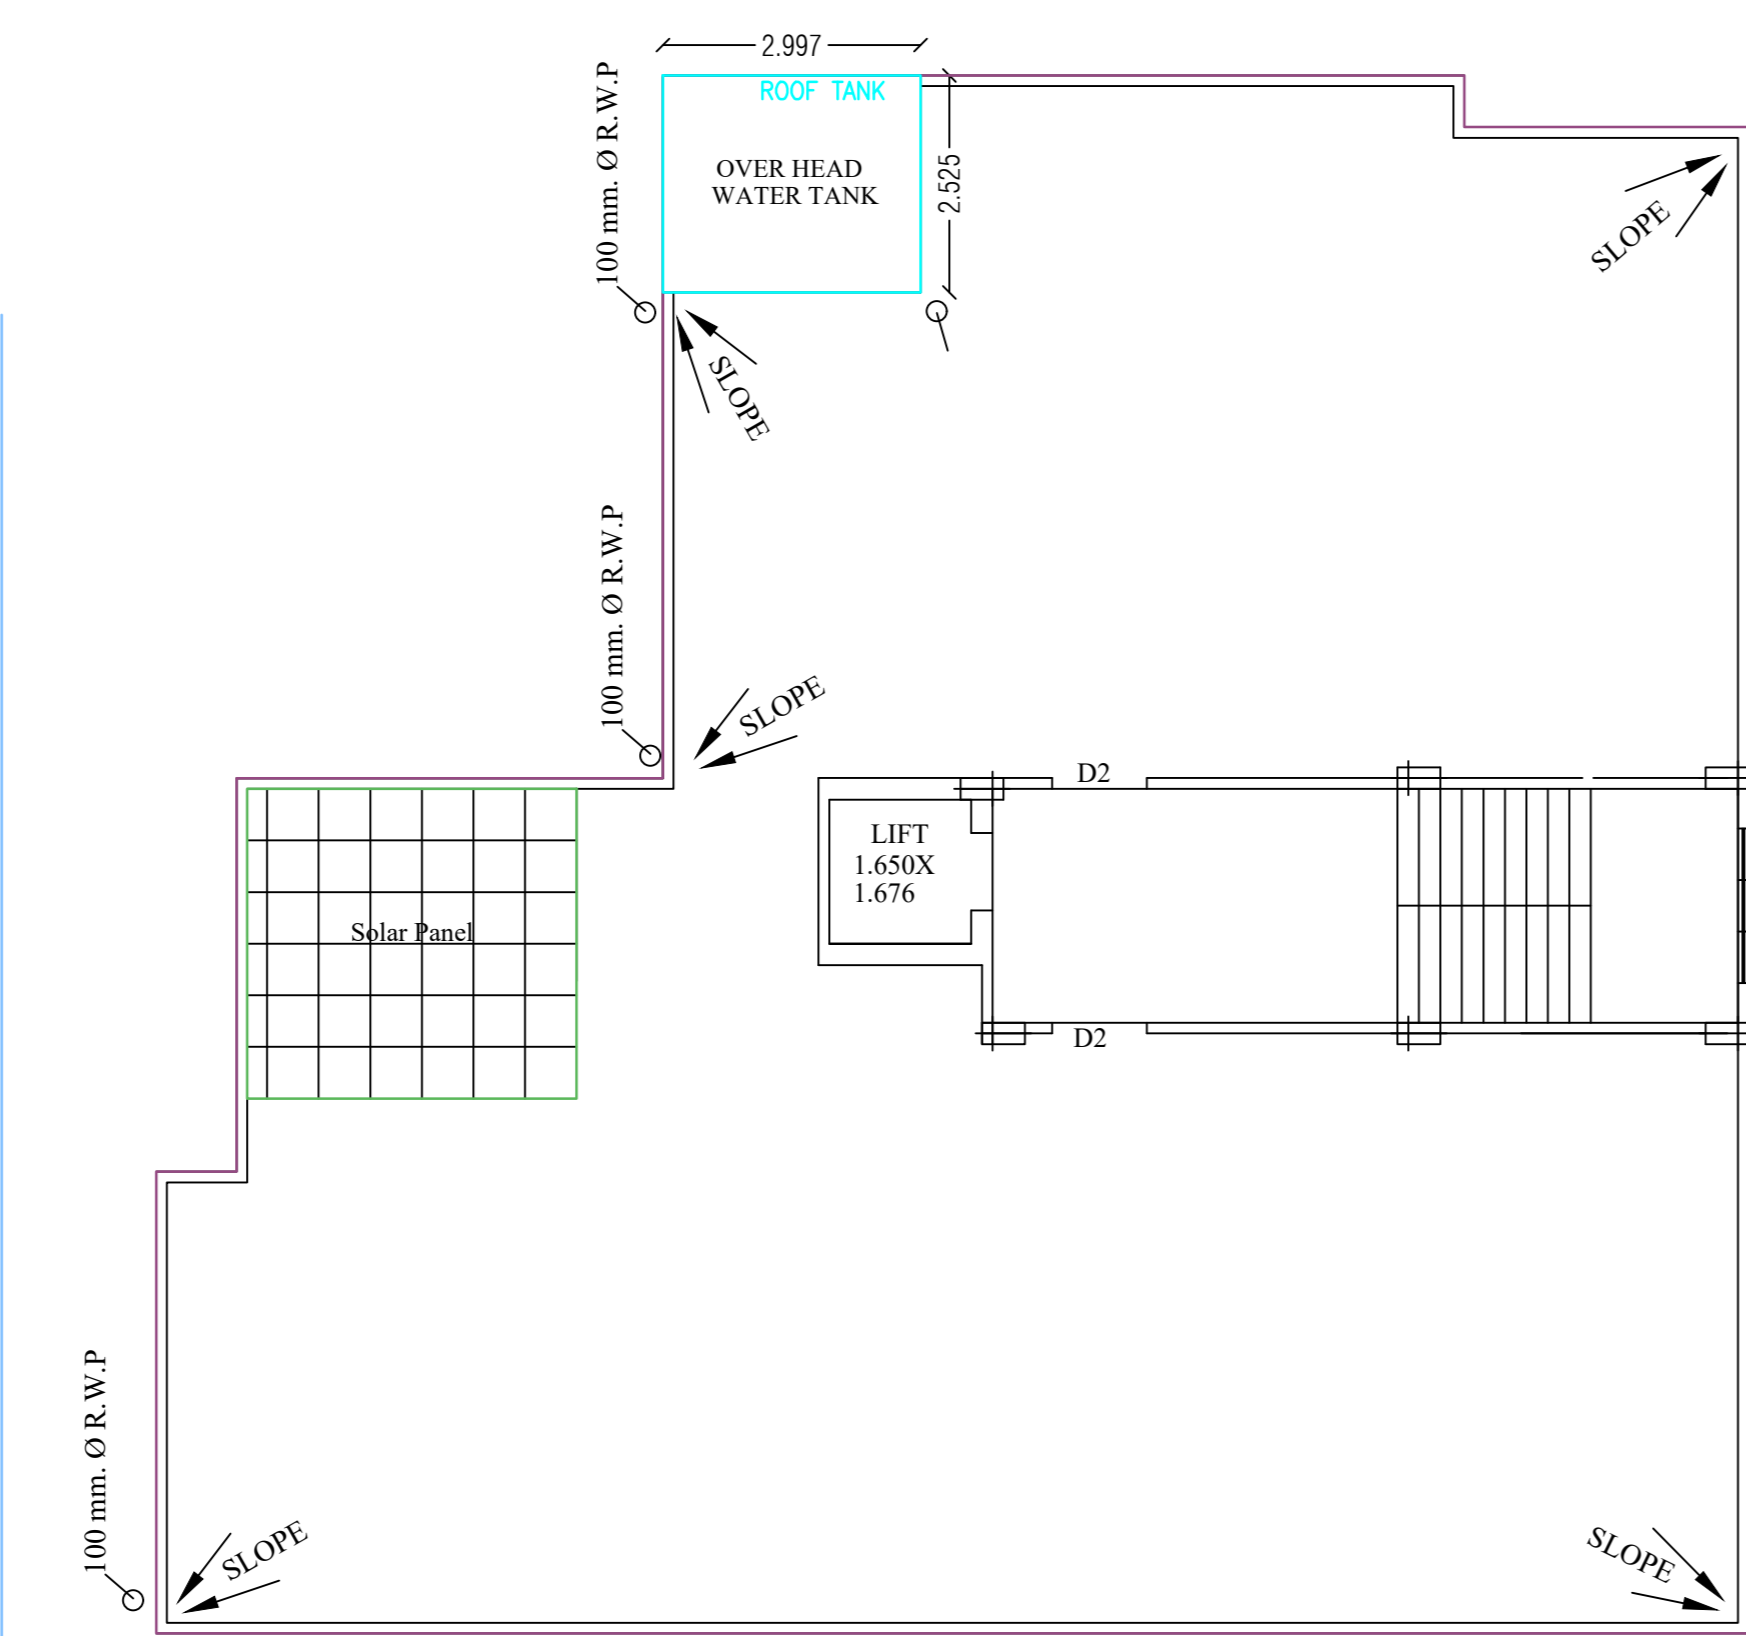 2.997
100 mm. Ø R.W.P
ROOF TANK
OVER HEAD
WATER TANK
2.525
SLOPE
SLOPE
100 mm. Ø R.W.P
SLOPE
D2
LIFT
1.650X
1.676
Solar Panel
D2
100 mm. Ø R.W.P
SLOPE
SLOPE